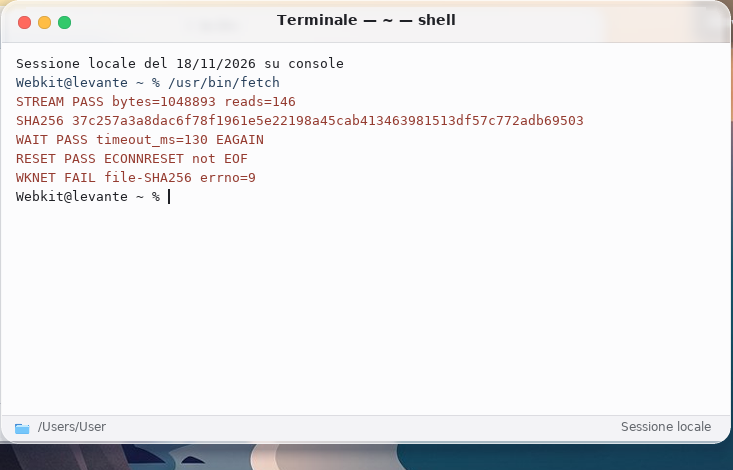 Terminale — ~ — shell
Sessione locale del 18/11/2026 su console
Webkit@levante ~ % /usr/bin/fetch
STREAM PASS bytes=1048893 reads=146
SHA256 37c257a3a8dac6f78f1961e5e22198a45cab413463981513df57c772adb69503
WAIT PASS timeout_ms=130 EAGAIN
RESET PASS ECONNRESET not EOF
WKNET FAIL file-SHA256 errno=9
Webkit@levante ~ %
/Users/User
Sessione locale